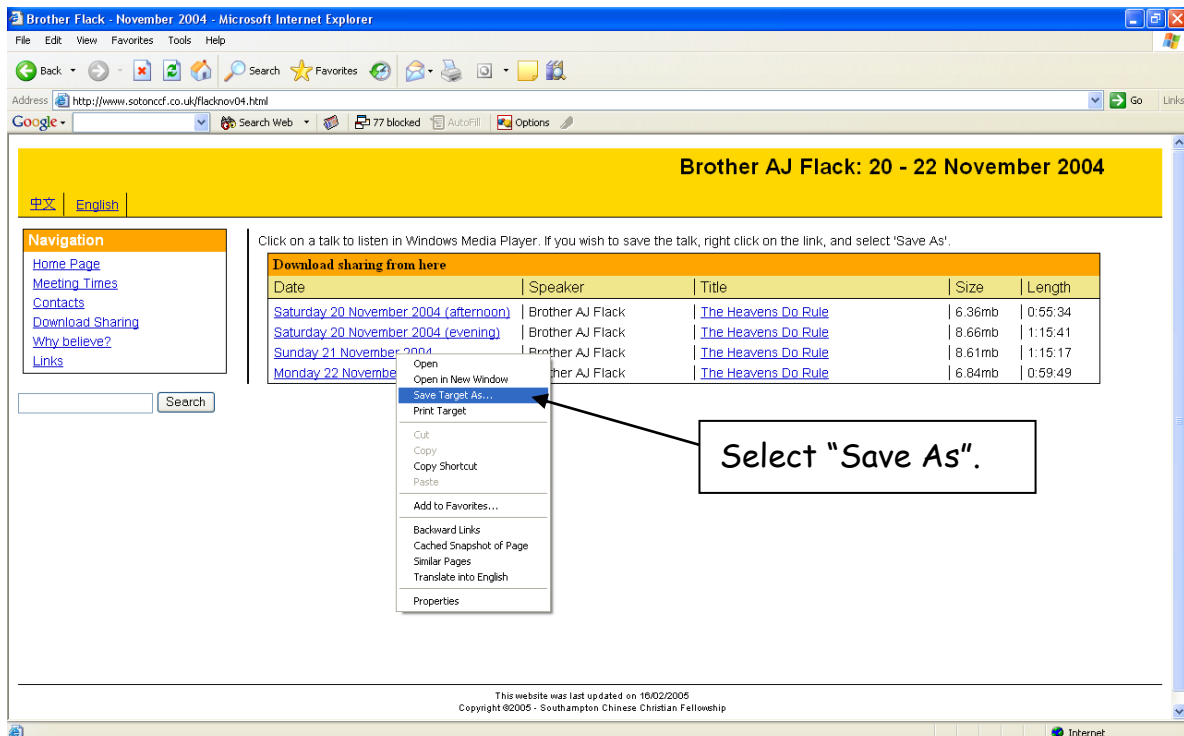 Brother Flack - November 2004 - Microsoft Internet Explorer
File Edit View Favorites Tools Help
Back Search Favorites
Address http://www.sotonccf.co.uk/flacknov04.html Go Links
Google Search Web 77 blocked AutoFill Options
Brother AJ Flack: 20 - 22 November 2004
中文 English
Navigation
Home Page
Meeting Times
Contacts
Download Sharing
Why believe?
Links
Search
Click on a talk to listen in Windows Media Player. If you wish to save the talk, right click on the link, and select 'Save As'.
Download sharing from here
Date Speaker Title Size Length
Saturday 20 November 2004 (afternoon) Brother AJ Flack The Heavens Do Rule 6.36mb 0:55:34
Saturday 20 November 2004 (evening) Brother AJ Flack The Heavens Do Rule 8.66mb 1:15:41
Sunday 21 November 2004 Brother AJ Flack The Heavens Do Rule 8.61mb 1:15:17
Monday 22 Novembe ther AJ Flack The Heavens Do Rule 6.84mb 0:59:49
Open
Open in New Window
Save Target As...
Print Target
Cut
Copy
Copy Shortcut
Paste
Add to Favorites...
Backward Links
Cached Snapshot of Page
Similar Pages
Translate into English
Properties
Select “Save As”.
This website was last updated on 16/02/2005
Copyright ©2005 - Southampton Chinese Christian Fellowship
Internet